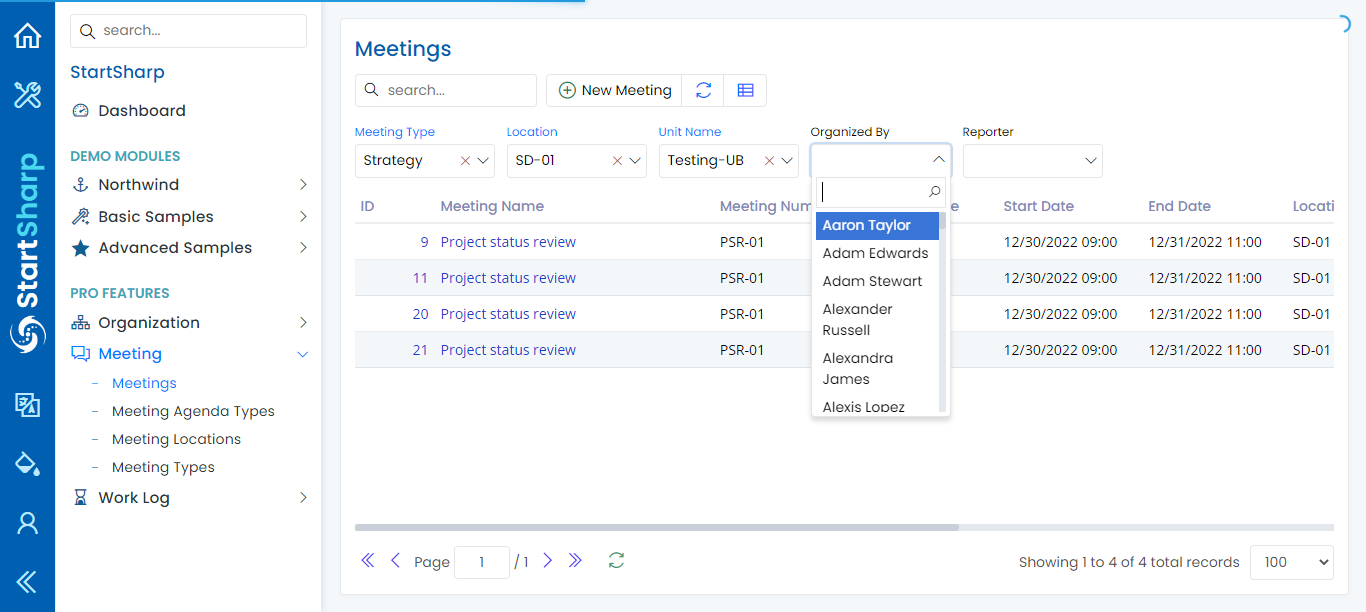 search...
StartSharp
Dashboard
DEMO MODULES
Northwind
Basic Samples
Advanced Samples
PRO FEATURES
Organization
Meeting
Meetings
Meeting Agenda Types
Meeting Locations
Meeting Types
Work Log
StartSharp
Meetings
search...
New Meeting
Meeting Type Location Unit Name Organized By Reporter
Strategy SD-01 Testing-UB
ID Meeting Name Meeting Num Start Date End Date Locati
9 Project status review PSR-01 12/30/2022 09:00 12/31/2022 11:00 SD-01
11 Project status review PSR-01 12/30/2022 09:00 12/31/2022 11:00 SD-01
20 Project status review PSR-01 12/30/2022 09:00 12/31/2022 11:00 SD-01
21 Project status review PSR-01 12/30/2022 09:00 12/31/2022 11:00 SD-01
Aaron Taylor
Adam Edwards
Adam Stewart
Alexander
Russell
Alexandra
James
Alexis Lopez
Page 1 / 1
Showing 1 to 4 of 4 total records 100